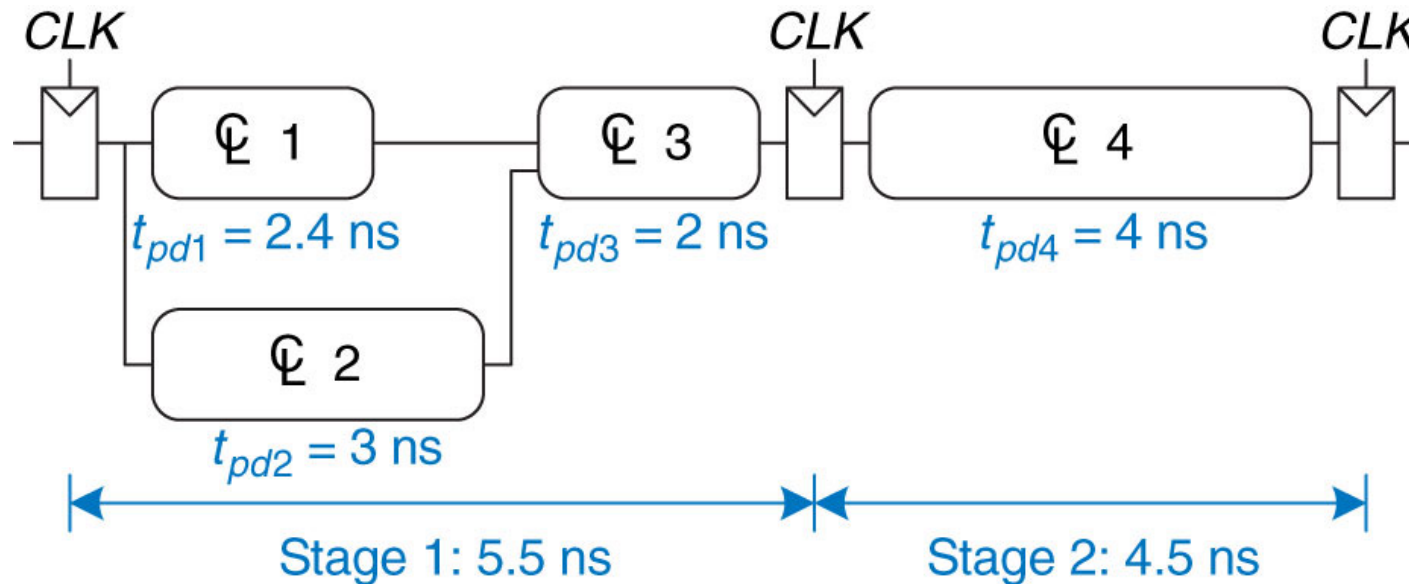 CLK CLK CLK
CL 1 CL 3 CL 4
t_pd1 = 2.4 ns t_pd3 = 2 ns t_pd4 = 4 ns
CL 2
t_pd2 = 3 ns
Stage 1: 5.5 ns Stage 2: 4.5 ns